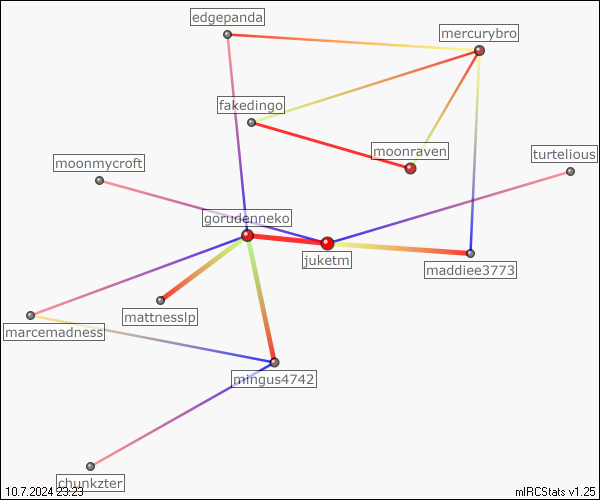 edgepanda
mercurybro
fakedingo
moonraven
turtelious
moonmycroft
gorudenneko
juketm
maddiee3773
mattnesslp
marcemadness
mingus4742
chunkzter
10.7.2024 23:23
mIRCStats v1.25